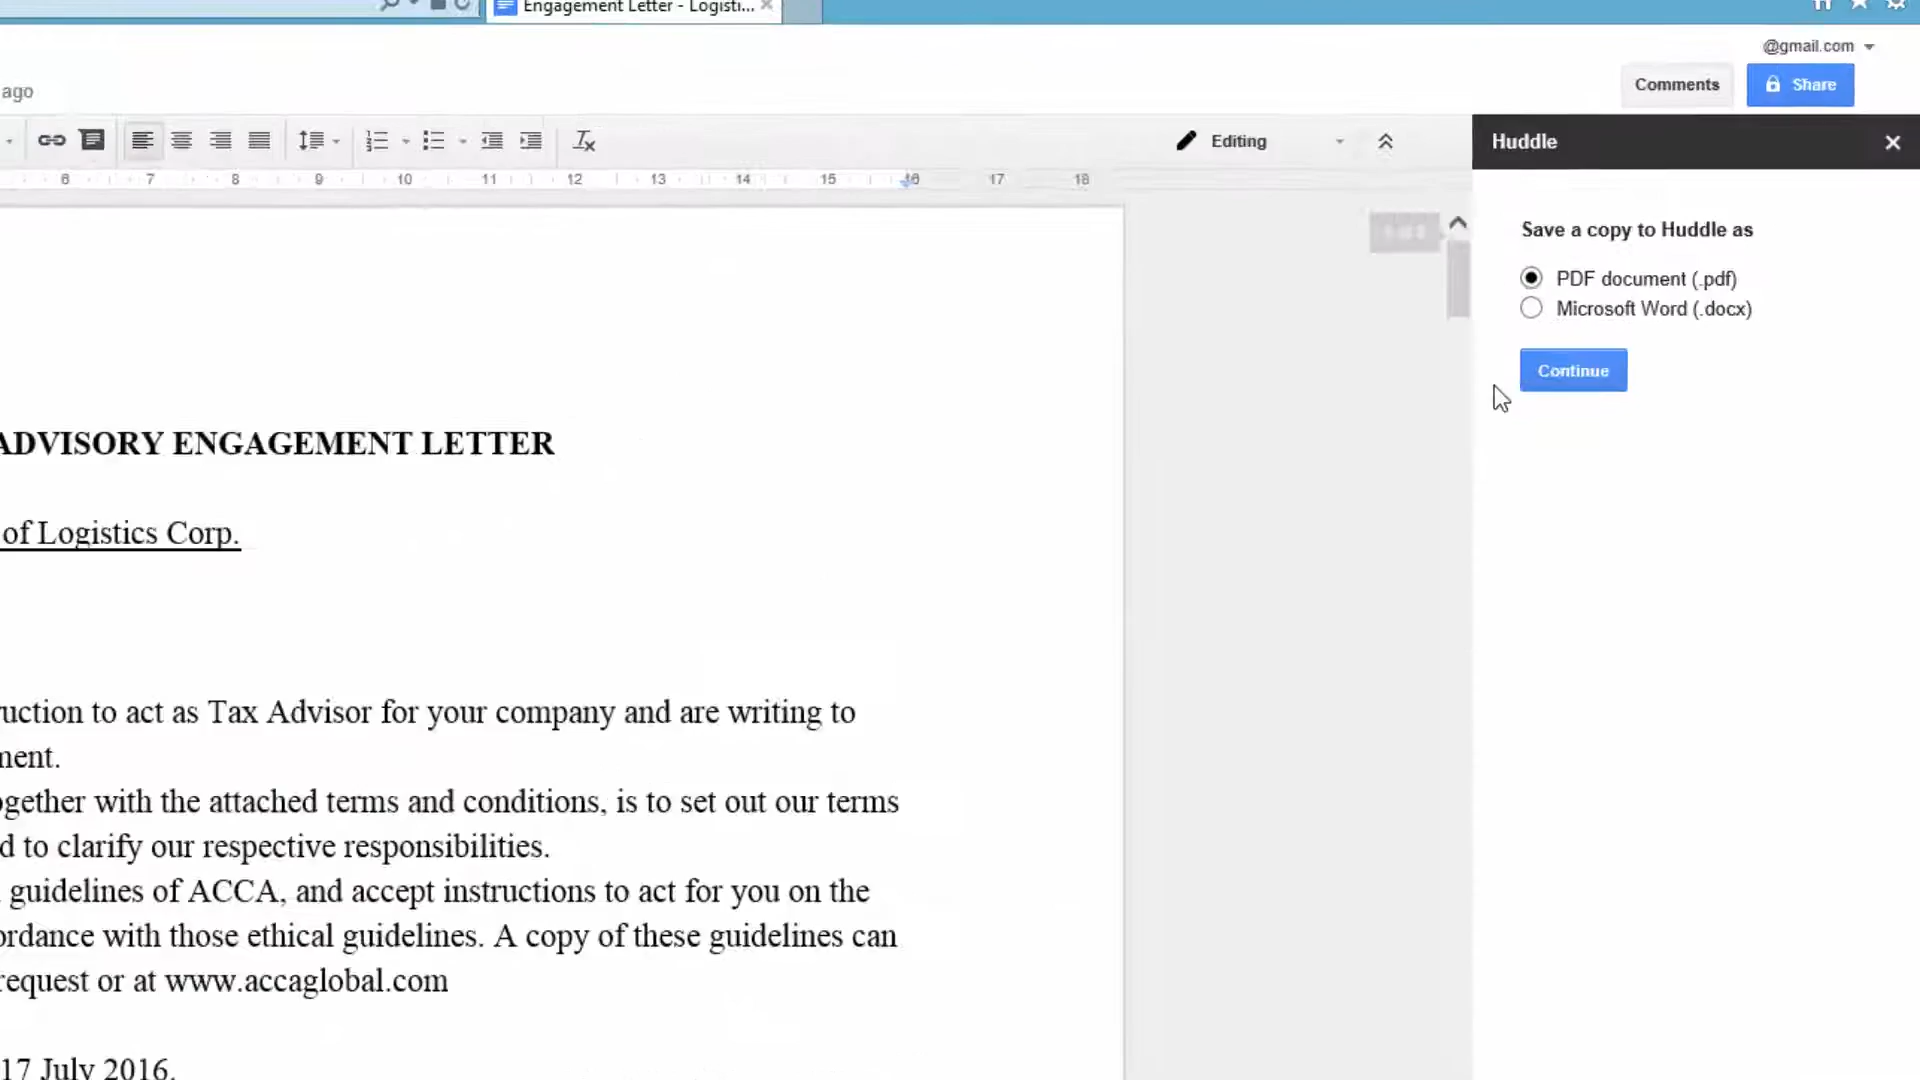 Engagement Letter - Logisti...
@gmail.com
ago
Comments
Share
Editing
Huddle
6 7 8 9 10 11 12 13 14 15 16 17 18
Save a copy to Huddle as
PDF document (.pdf)
Microsoft Word (.docx)
Continue
ADVISORY ENGAGEMENT LETTER
of Logistics Corp.
ruction to act as Tax Advisor for your company and are writing to
ment.
ogether with the attached terms and conditions, is to set out our terms
d to clarify our respective responsibilities.
guidelines of ACCA, and accept instructions to act for you on the
ordance with those ethical guidelines. A copy of these guidelines can
request or at www.accaglobal.com
17 July 2016.